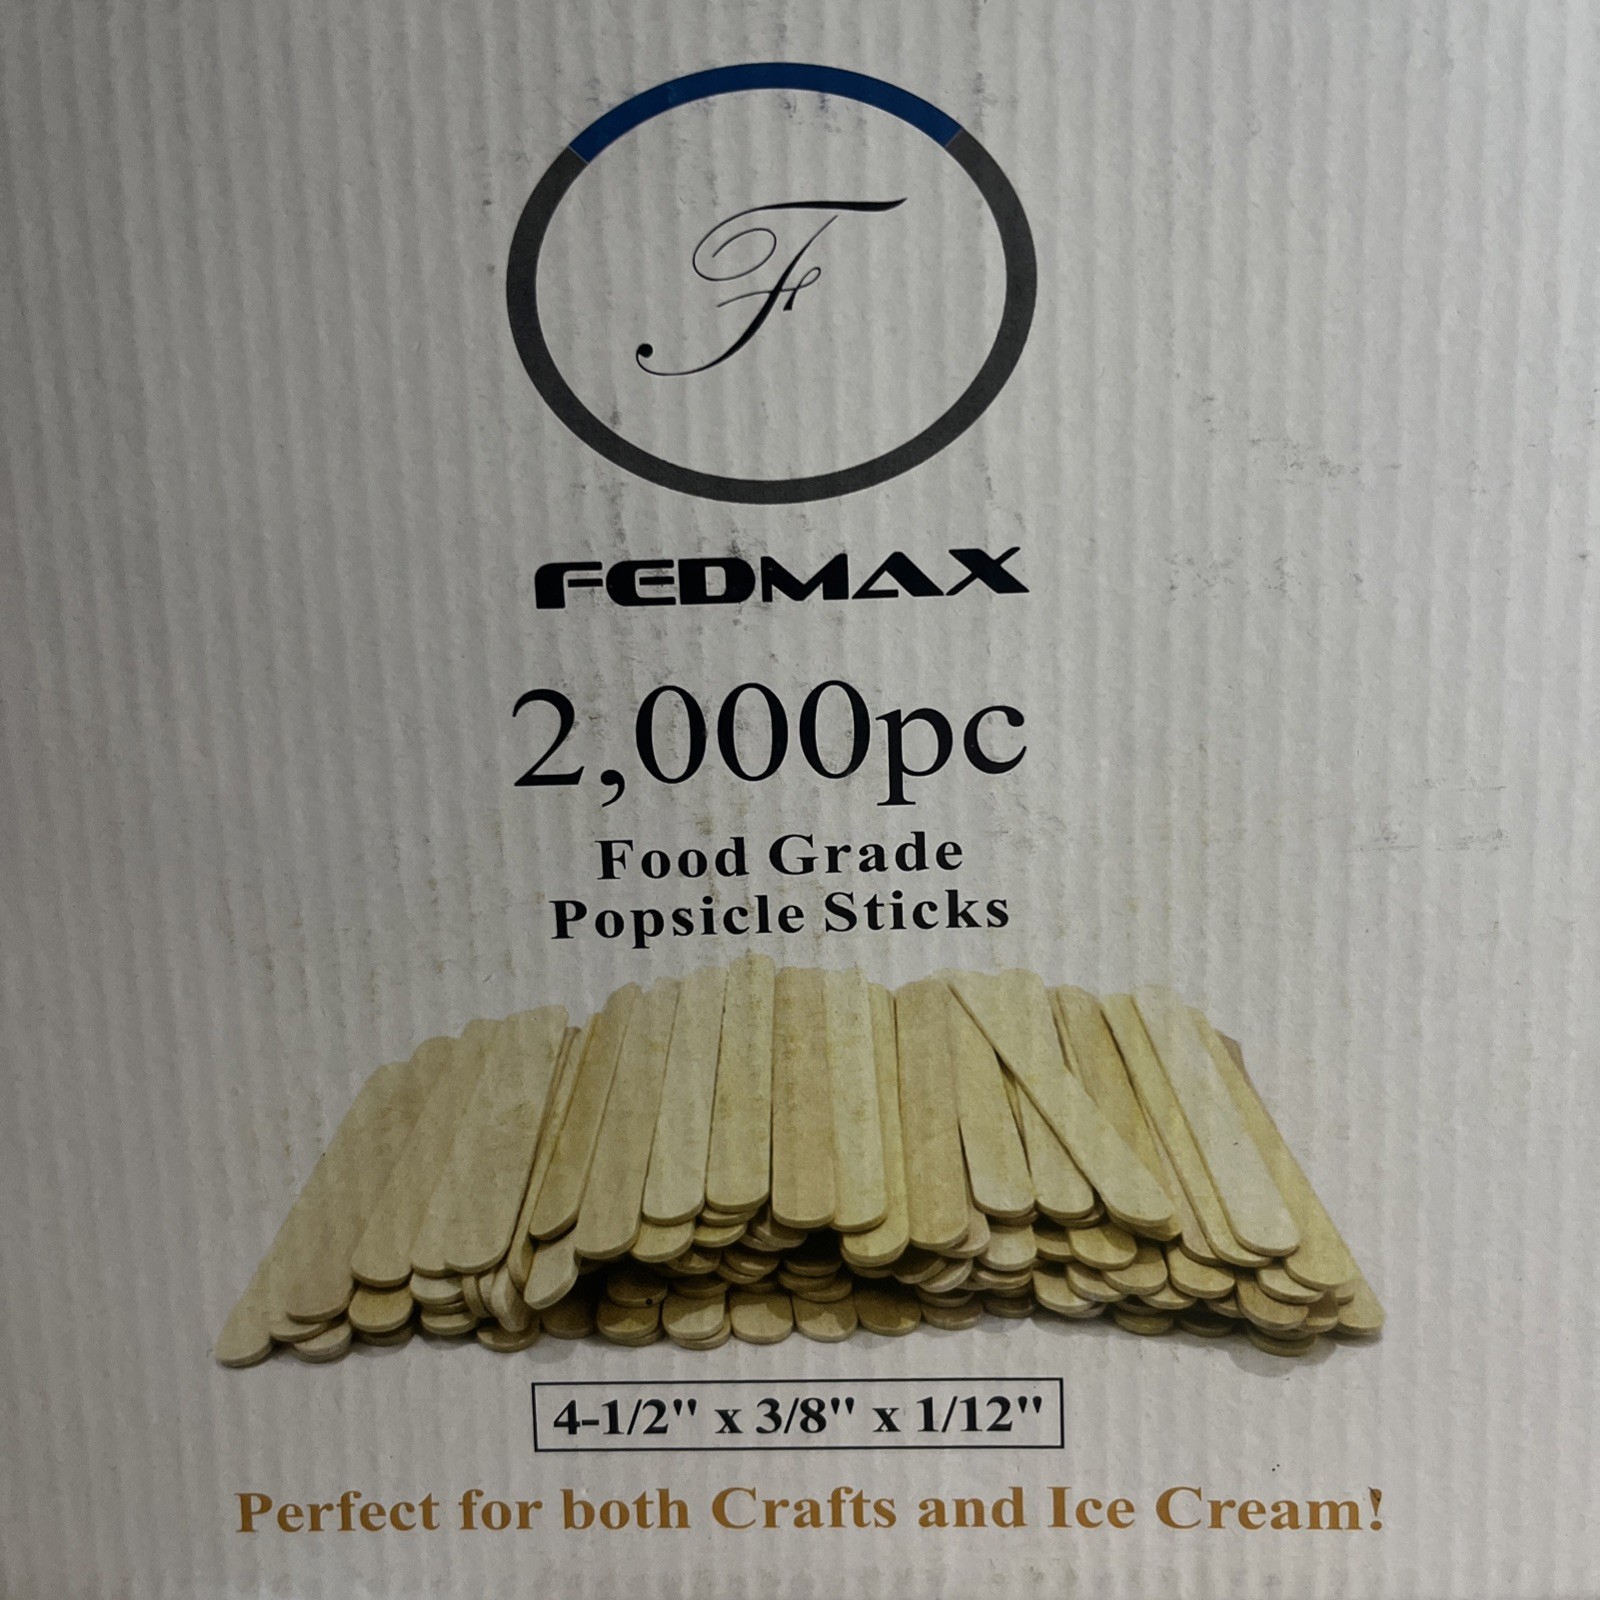 F
FEDMAX
2,000pc
Food Grade
Popsicle Sticks
4-1/2" x 3/8" x 1/12"
Perfect for both Crafts and Ice Cream!